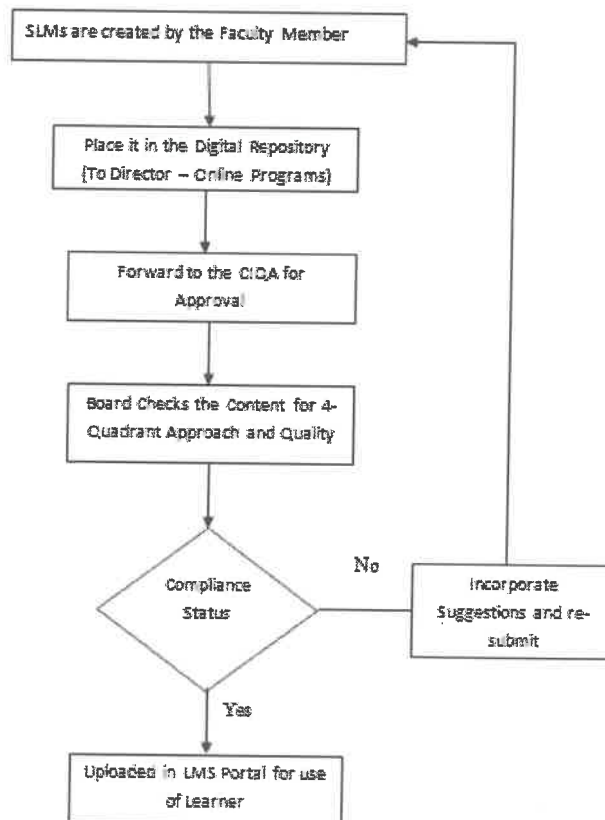 SLMs are created by the Faculty Member
Place it in the Digital Repository
(To Director – Online Programs)
Forward to the CIQA for
Approval
Board Checks the Content for 4-
Quadrant Approach and Quality
Compliance
Status
No
Incorporate
Suggestions and re-
submit
Yes
Uploaded in LMS Portal for use
of Learner